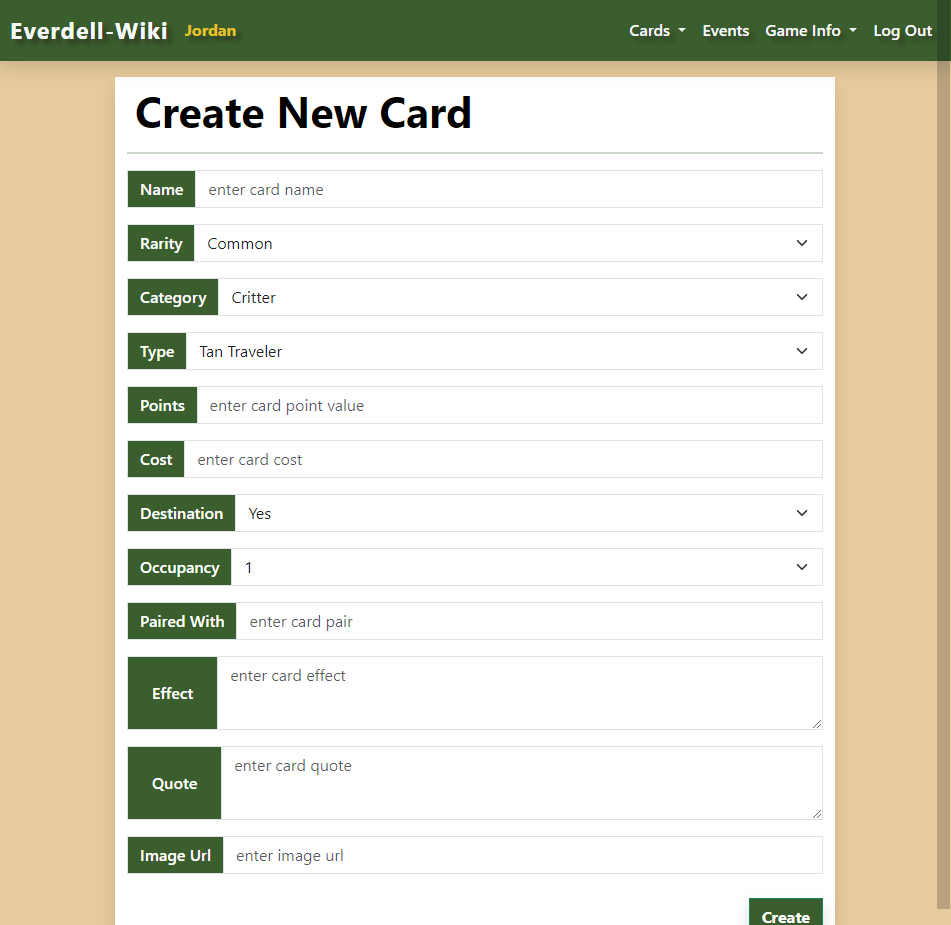 Everdell-Wiki Jordan Cards Events Game Info Log Out
Create New Card
Name enter card name
Rarity Common
Category Critter
Type Tan Traveler
Points enter card point value
Cost enter card cost
Destination Yes
Occupancy 1
Paired With enter card pair
Effect enter card effect
Quote enter card quote
Image Url enter image url
Create